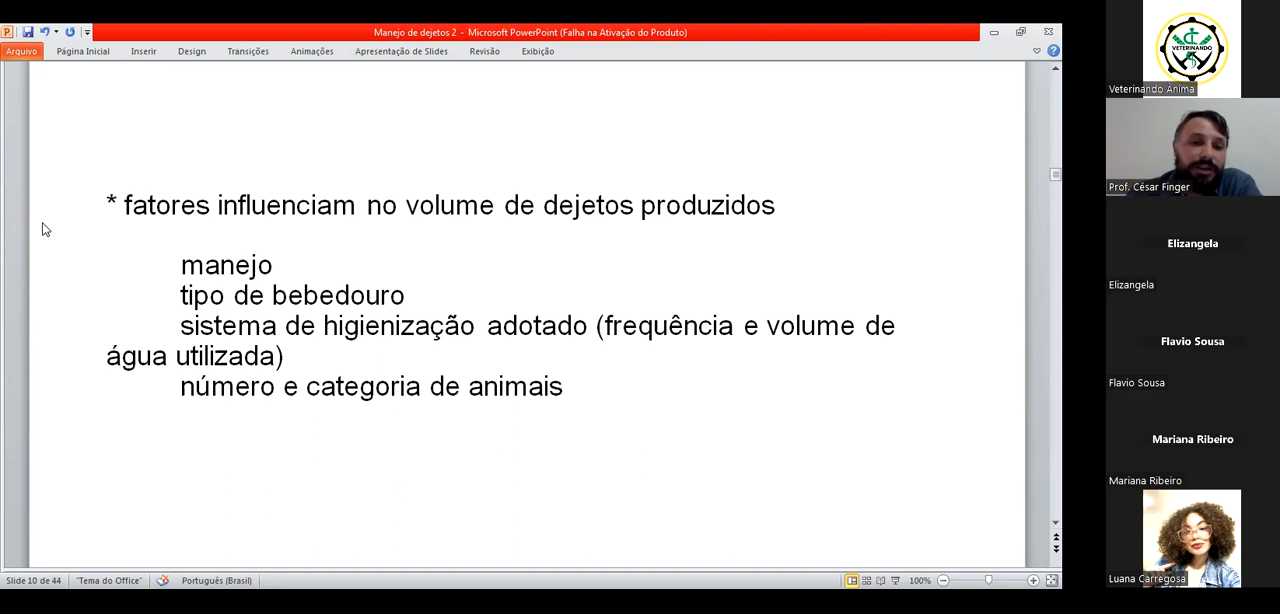 Manejo de dejetos 2 - Microsoft PowerPoint (Falha na Ativação do Produto)
Arquivo Página Inicial Inserir Design Transições Animações Apresentação de Slides Revisão Exibição
* fatores influenciam no volume de dejetos produzidos
manejo
tipo de bebedouro
sistema de higienização adotado (frequência e volume de
água utilizada)
número e categoria de animais
Slide 10 de 44 "Tema do Office" Português (Brasil) 100%
VETERINANDO
Veterinando Ânima
Prof. César Finger
Elizangela
Elizangela
Flavio Sousa
Flavio Sousa
Mariana Ribeiro
Mariana Ribeiro
Luana Carregosa